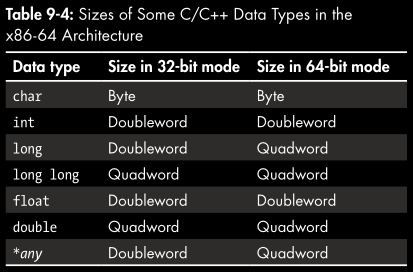 Table 9-4: Sizes of Some C/C++ Data Types in the
x86-64 Architecture
Data type Size in 32-bit mode Size in 64-bit mode
char Byte Byte
int Doubleword Doubleword
long Doubleword Quadword
long long Quadword Quadword
float Doubleword Doubleword
double Quadword Quadword
*any Doubleword Quadword